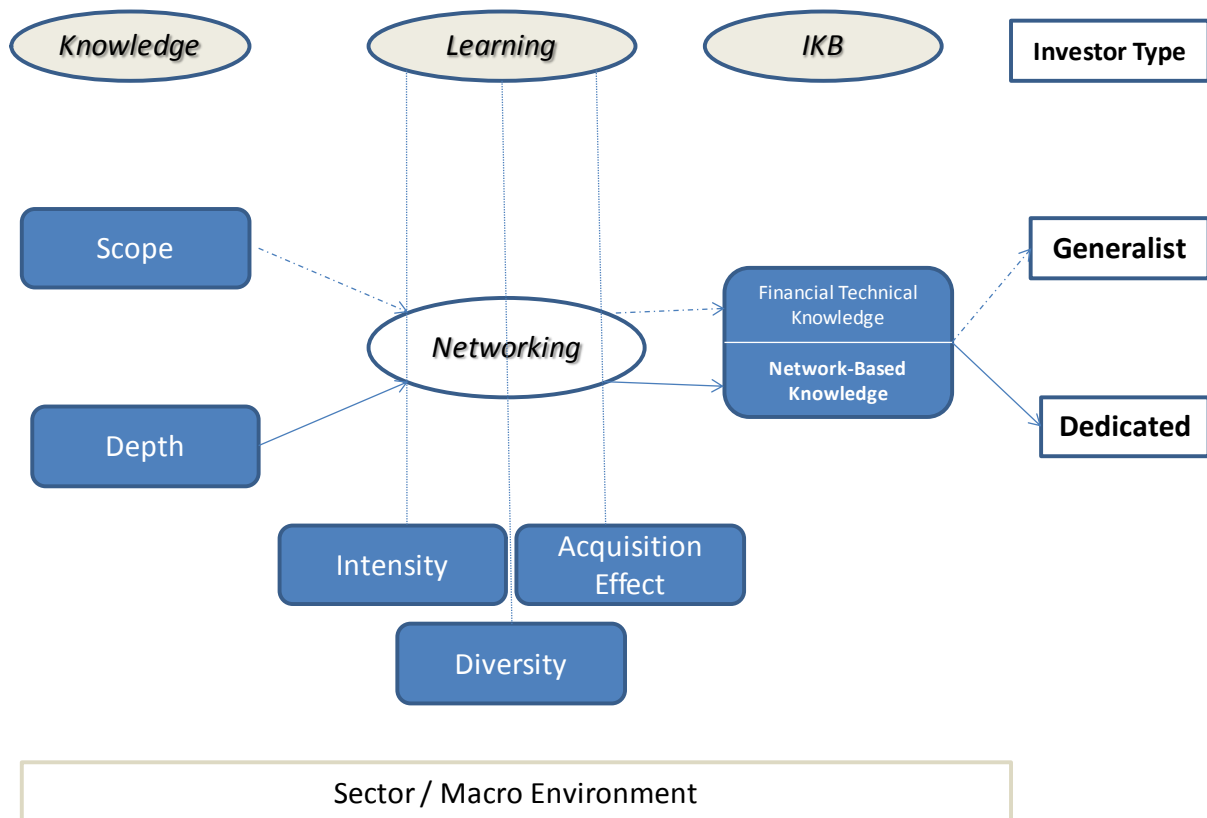 Knowledge
Learning
IKB
Investor Type
Scope
Generalist
Financial Technical
Knowledge
Networking
Network-Based
Knowledge
Depth
Dedicated
Intensity
Acquisition
Effect
Diversity
Sector / Macro Environment